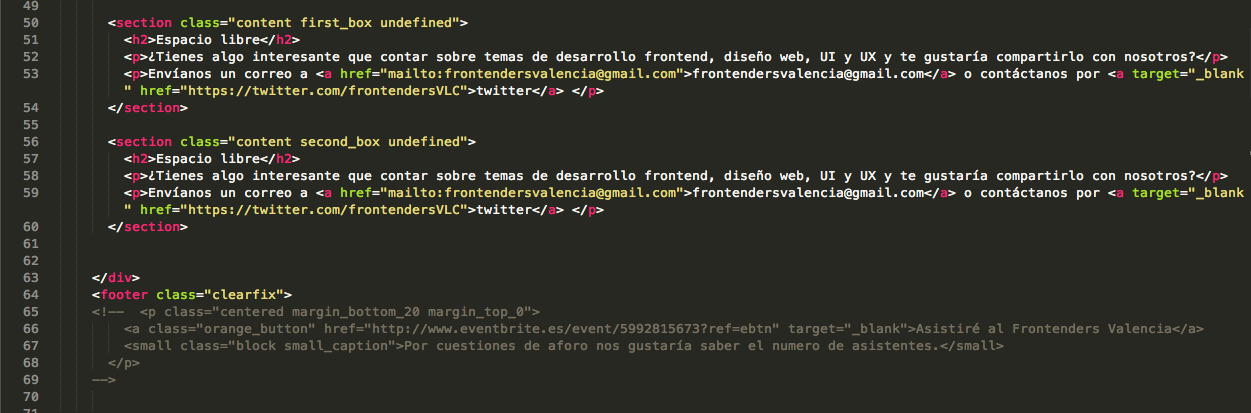 49
50 <section class="content first_box undefined">
51 <h2>Espacio libre</h2>
52 <p>¿Tienes algo interesante que contar sobre temas de desarrollo frontend, diseño web, UI y UX y te gustaría compartirlo con nosotros?</p>
53 <p>Envíanos un correo a <a href="mailto:frontendersvalencia@gmail.com">frontendersvalencia@gmail.com</a> o contáctanos por <a target="_blank
" href="https://twitter.com/frontendersVLC">twitter</a> </p>
54 </section>
55
56 <section class="content second_box undefined">
57 <h2>Espacio libre</h2>
58 <p>¿Tienes algo interesante que contar sobre temas de desarrollo frontend, diseño web, UI y UX y te gustaría compartirlo con nosotros?</p>
59 <p>Envíanos un correo a <a href="mailto:frontendersvalencia@gmail.com">frontendersvalencia@gmail.com</a> o contáctanos por <a target="_blank
" href="https://twitter.com/frontendersVLC">twitter</a> </p>
60 </section>
61
62
63 </div>
64 <footer class="clearfix">
65 <!-- <p class="centered margin_bottom_20 margin_top_0">
66 <a class="orange_button" href="http://www.eventbrite.es/event/5992815673?ref=ebtn" target="_blank">Asistiré al Frontenders Valencia</a>
67 <small class="block small_caption">Por cuestiones de aforo nos gustaría saber el numero de asistentes.</small>
68 </p>
69 -->
70
71